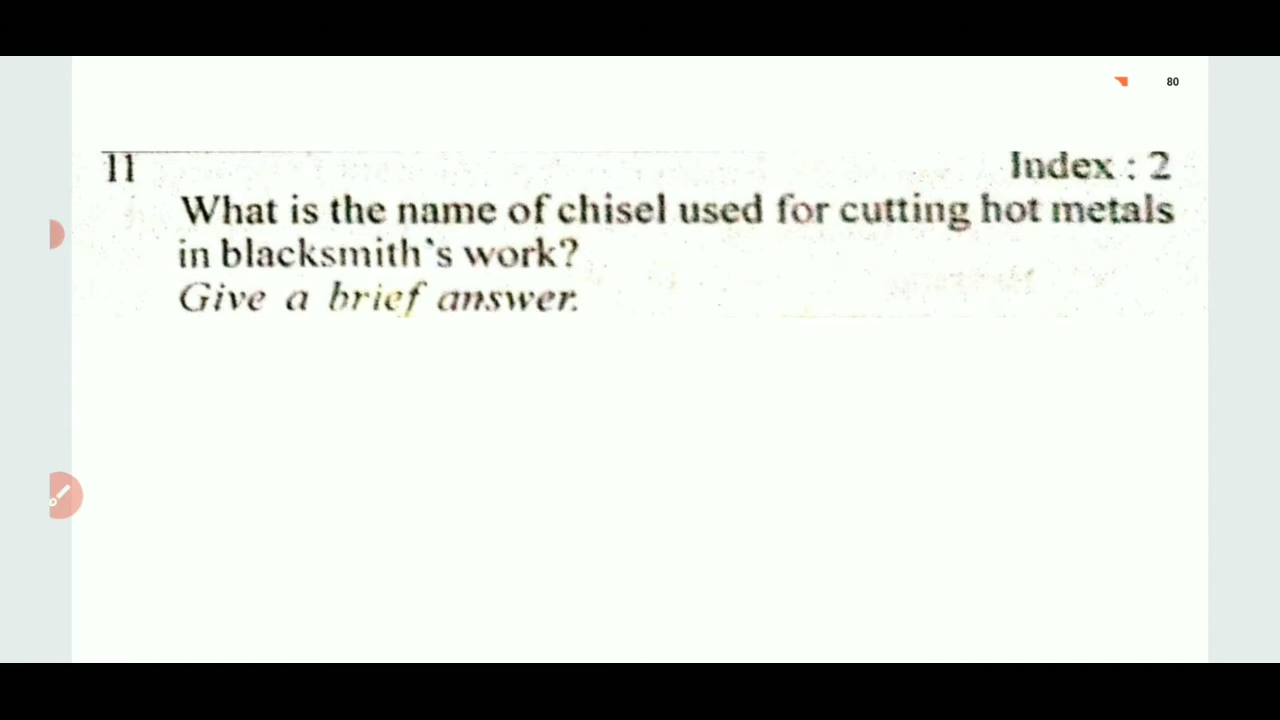 80
11 Index : 2
What is the name of chisel used for cutting hot metals
in blacksmith's work?
Give a brief answer.